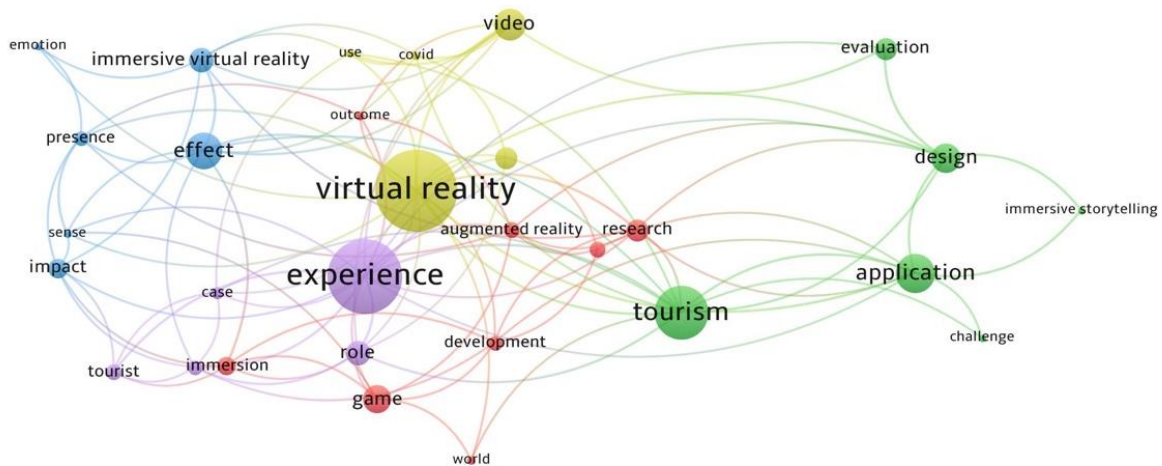 video
emotion
use
covid
evaluation
immersive virtual reality
outcome
presence
effect
design
virtual reality
immersive storytelling
sense
augmented reality
research
impact
experience
application
case
tourism
development
challenge
role
tourist
immersion
game
world